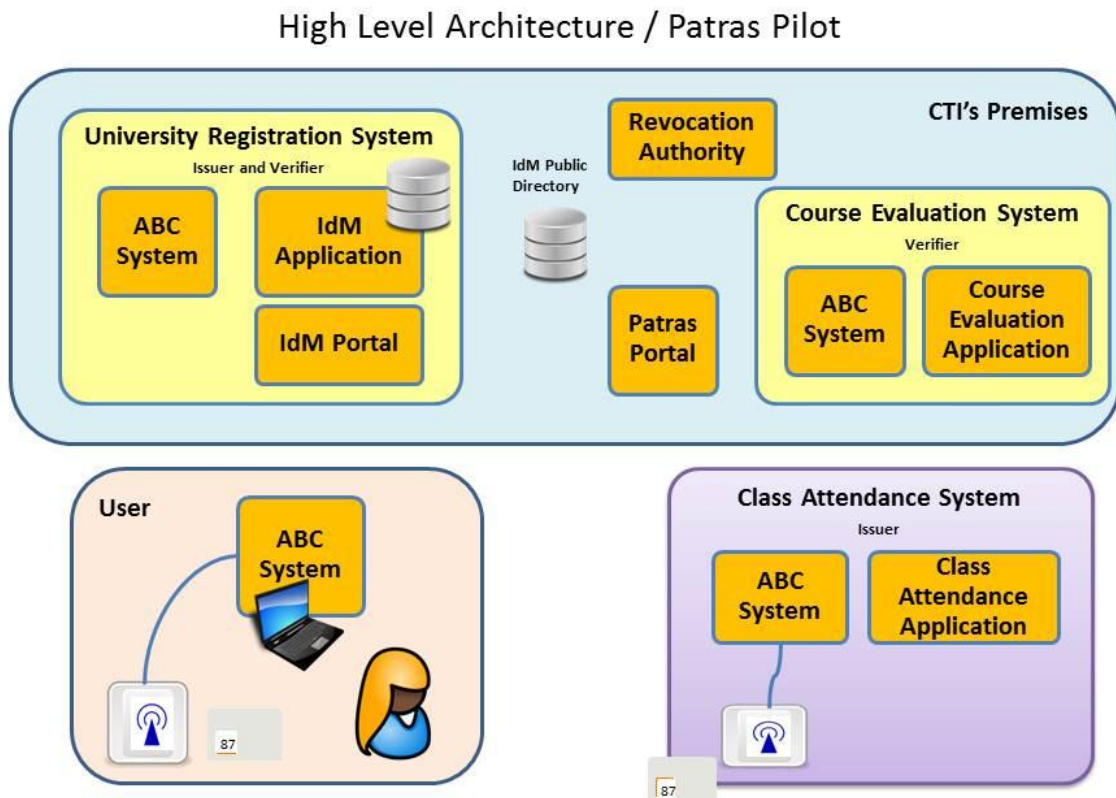 High Level Architecture / Patras Pilot
CTI's Premises
University Registration System
Issuer and Verifier
ABC
System
IdM
Application
IdM Portal
IdM Public
Directory
Revocation
Authority
Patras
Portal
Course Evaluation System
Verifier
ABC
System
Course
Evaluation
Application
User
ABC
System
87
Class Attendance System
Issuer
ABC
System
Class
Attendance
Application
87